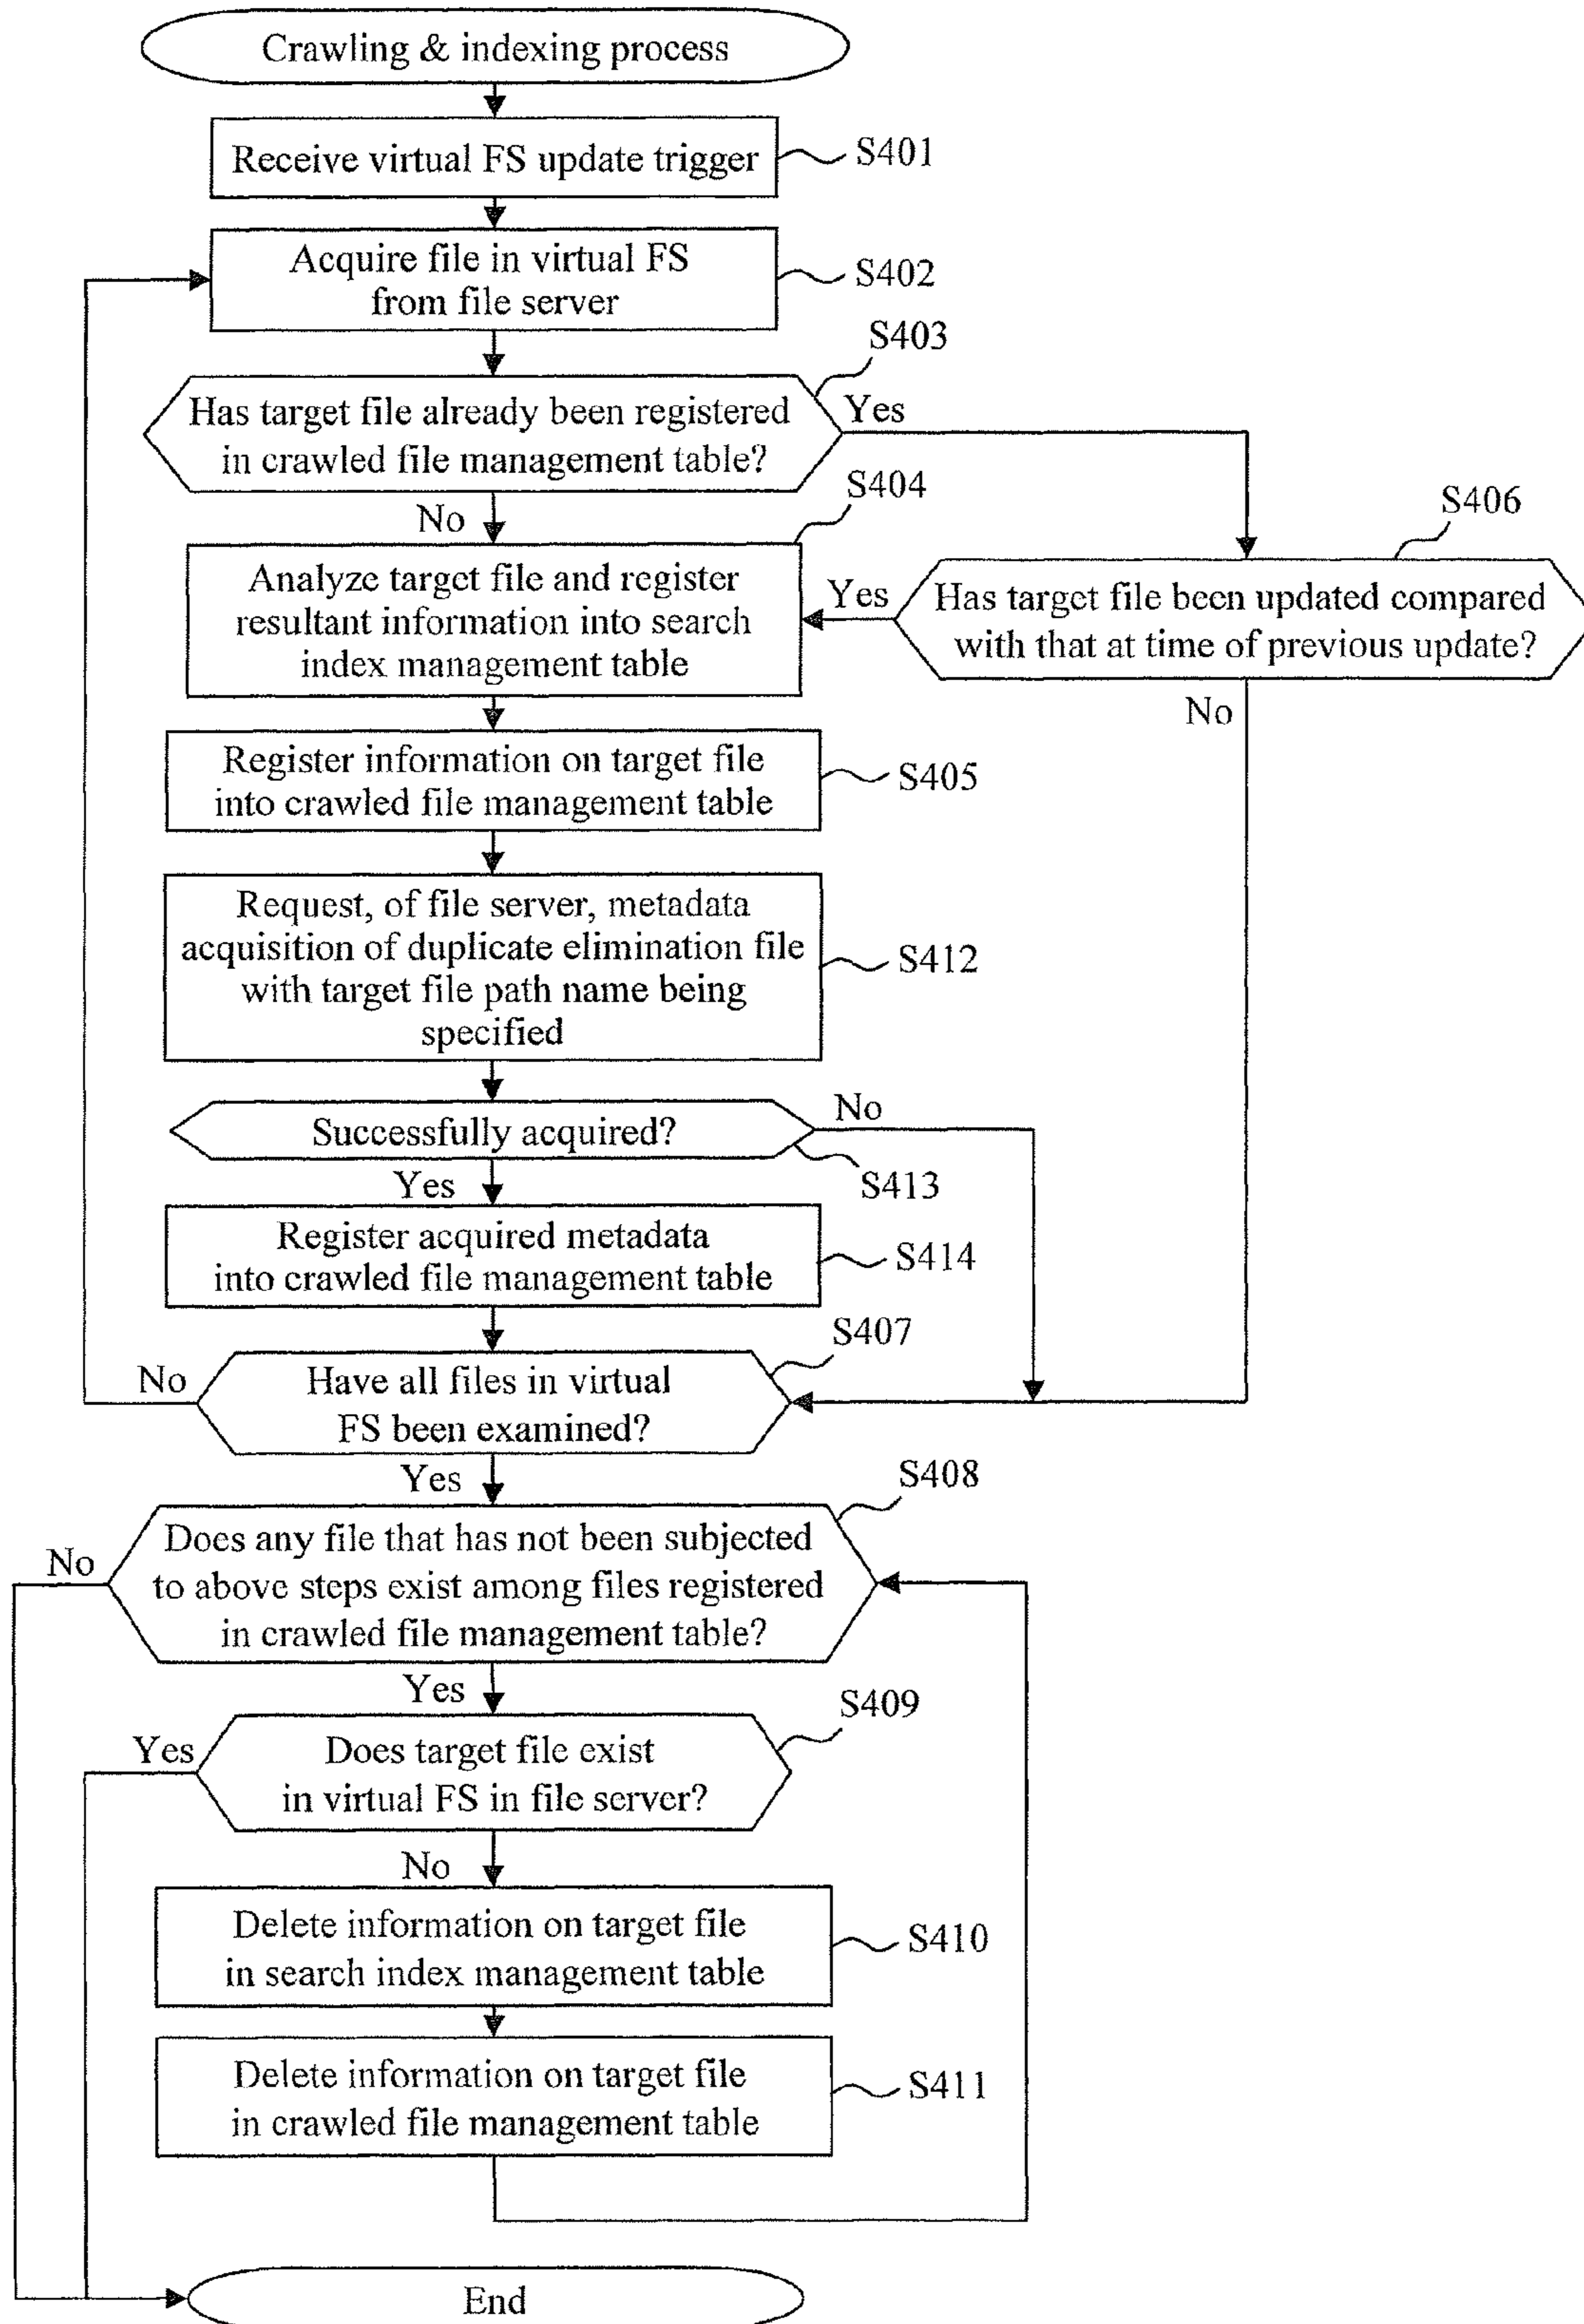 Crawling & indexing process
Receive virtual FS update trigger
S401
Acquire file in virtual FS
from file server
S402
S403
Has target file already been registered
in crawled file management table?
Yes
No
S404
Analyze target file and register
resultant information into search
index management table
S406
Yes
Has target file been updated compared
with that at time of previous update?
No
Register information on target file
into crawled file management table
S405
Request, of file server, metadata
acquisition of duplicate elimination file
with target file path name being
specified
S412
Successfully acquired?
No
S413
Yes
Register acquired metadata
into crawled file management table
S414
S407
No
Have all files in virtual
FS been examined?
Yes
S408
No
Does any file that has not been subjected
to above steps exist among files registered
in crawled file management table?
Yes
S409
Yes
Does target file exist
in virtual FS in file server?
No
Delete information on target file
in search index management table
S410
Delete information on target file
in crawled file management table
S411
End